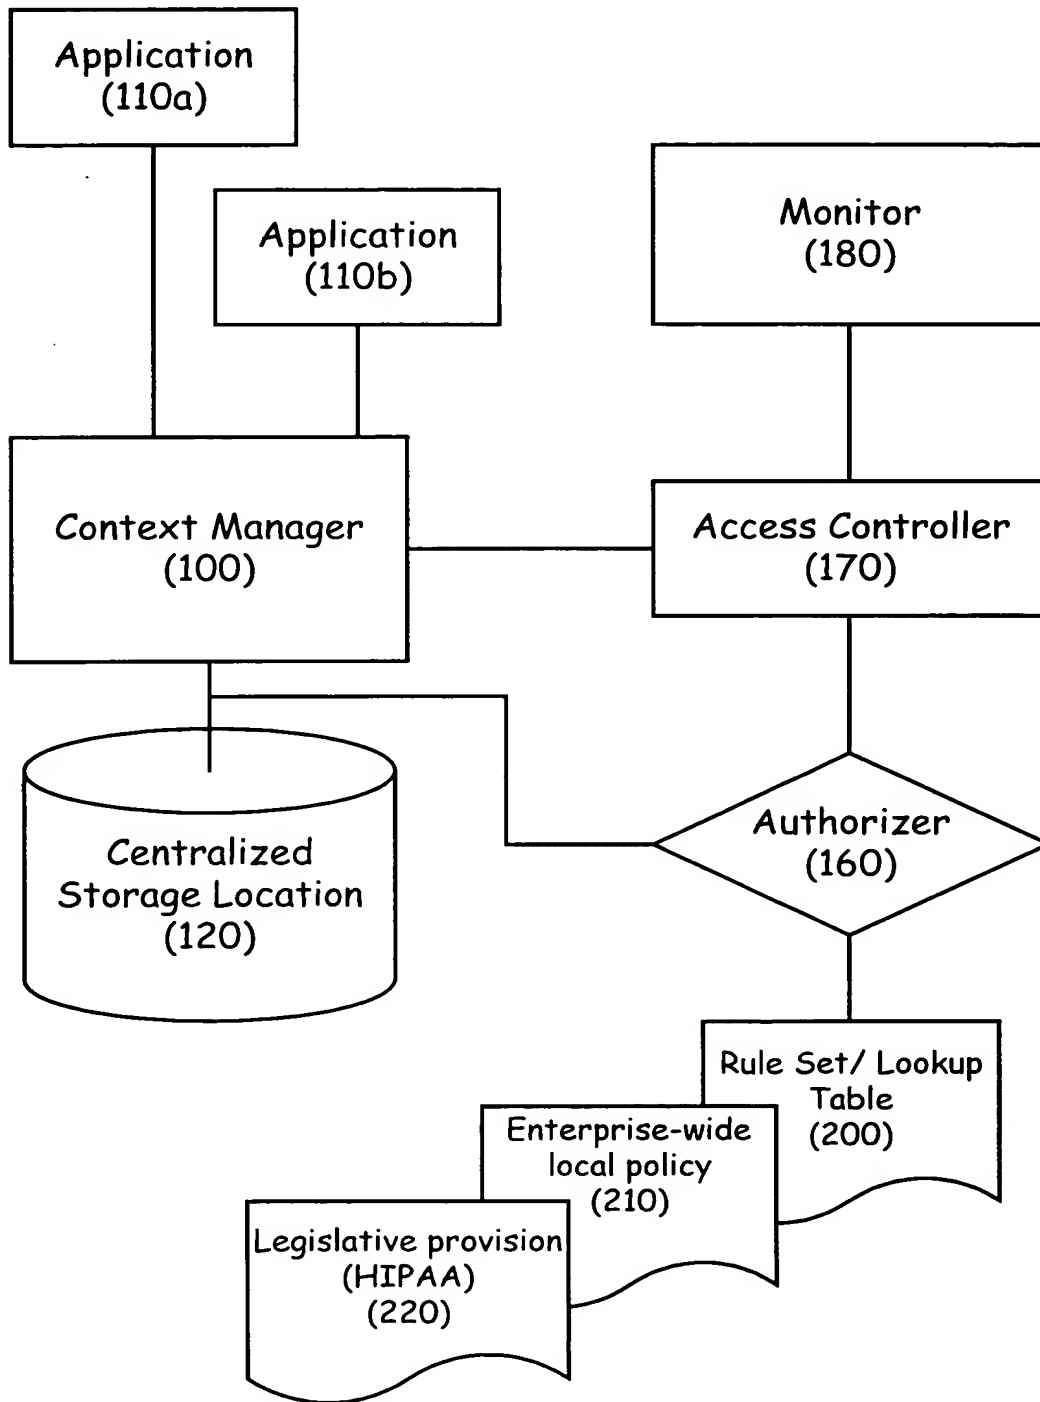 Application
(110a)
Application
(110b)
Monitor
(180)
Context Manager
(100)
Access Controller
(170)
Centralized
Storage Location
(120)
Authorizer
(160)
Rule Set/ Lookup
Table
(200)
Enterprise-wide
local policy
(210)
Legislative provision
(HIPAA)
(220)